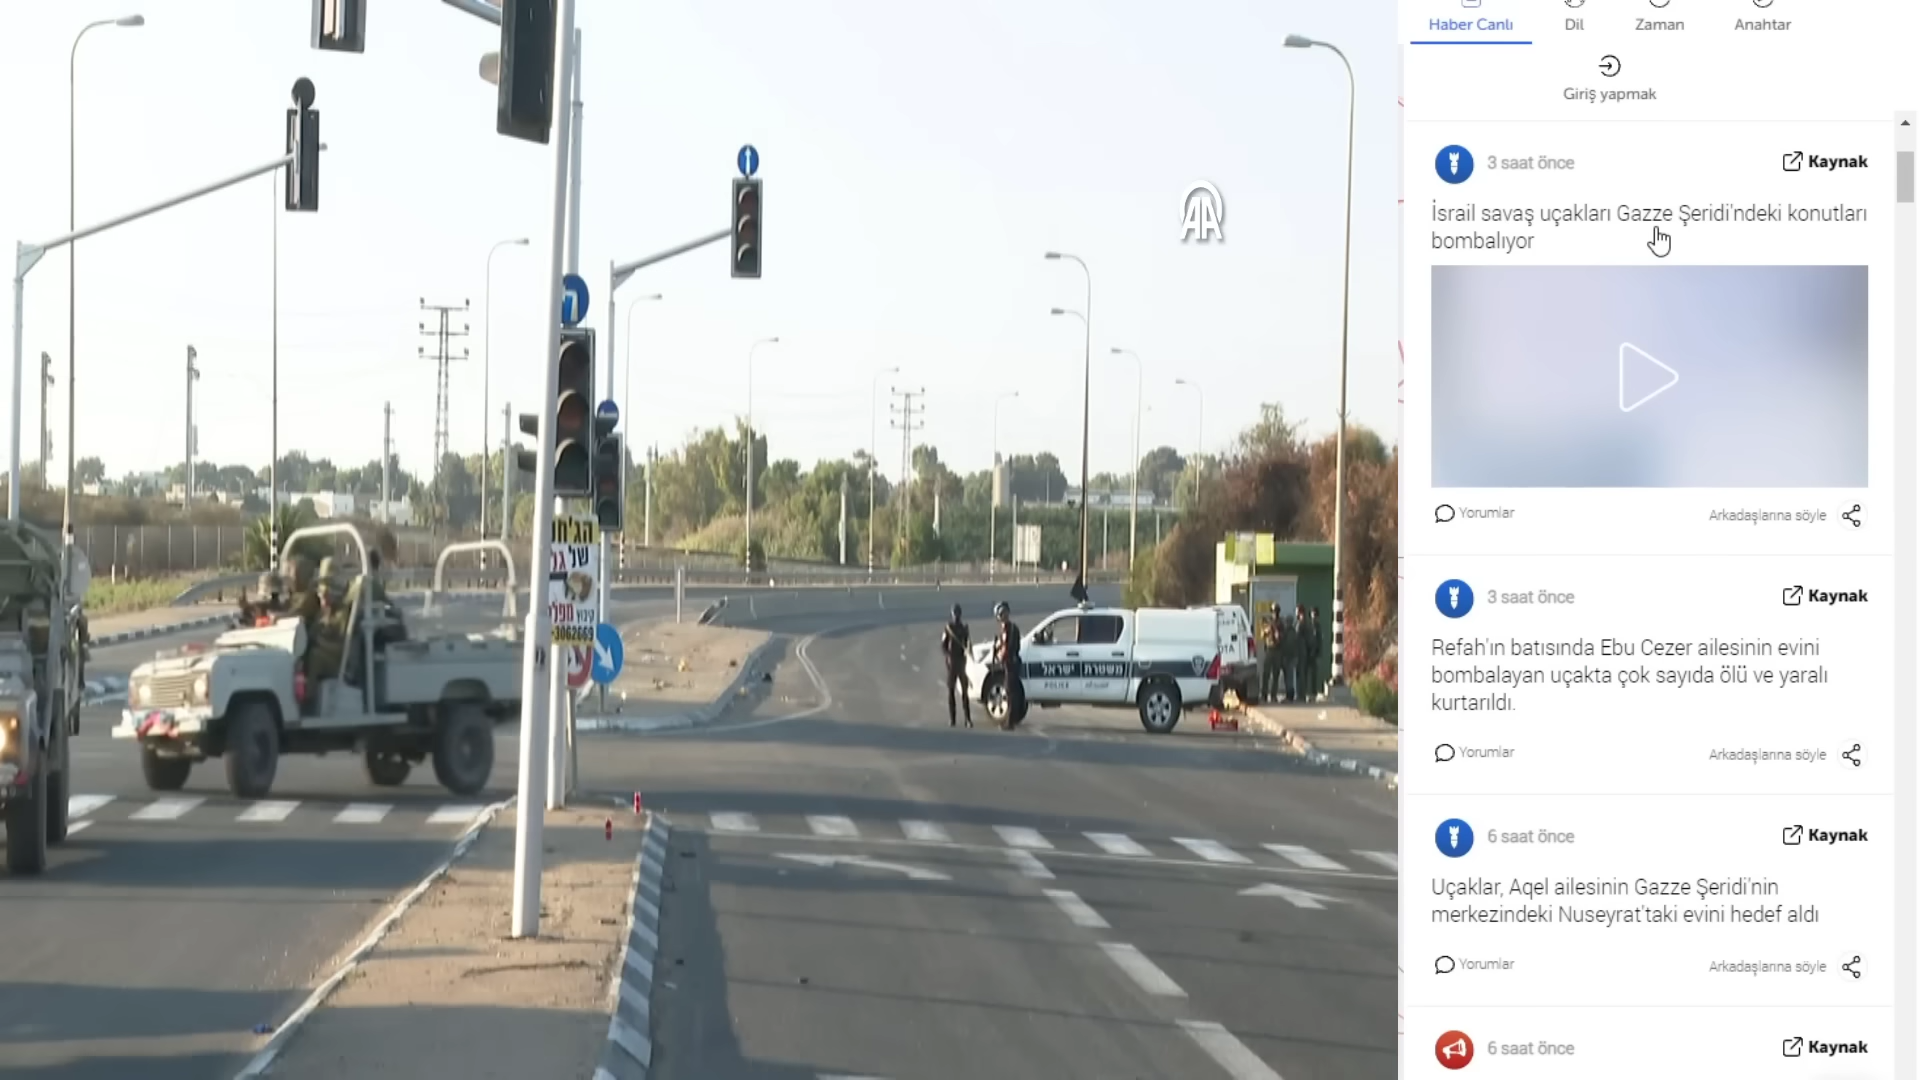 Haber Canlı
Dil
Zaman
Anahtar
Giriş yapmak
3 saat önce
Kaynak
İsrail savaş uçakları Gazze Şeridi'ndeki konutları
bombalıyor
Yorumlar
Arkadaşlarına söyle
3 saat önce
Kaynak
Refah'ın batısında Ebu Cezer ailesinin evini
bombalayan uçakta çok sayıda ölü ve yaralı
kurtarıldı.
Yorumlar
Arkadaşlarına söyle
6 saat önce
Kaynak
Uçaklar, Aqel ailesinin Gazze Şeridi'nin
merkezindeki Nuseyrat'taki evini hedef aldı
Yorumlar
Arkadaşlarına söyle
6 saat önce
Kaynak
AA
של
קיבוץ
3062669
משטרת ישראל
POLICE